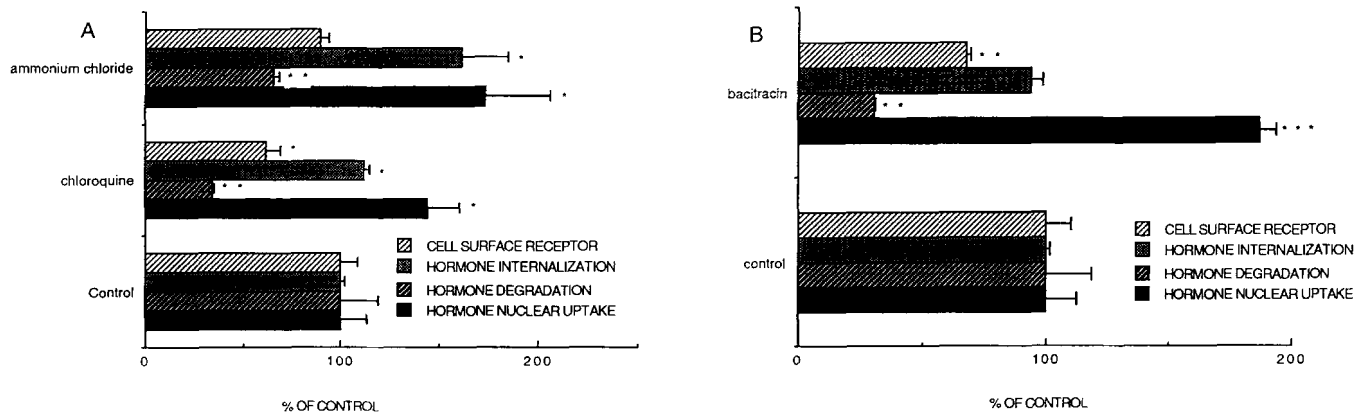 A
ammonium chloride
*
* *
*
chloroquine
*
*
* *
*
Control
CELL SURFACE RECEPTOR
HORMONE INTERNALIZATION
HORMONE DEGRADATION
HORMONE NUCLEAR UPTAKE
0 100 200
% OF CONTROL
B
bacitracin
* *
* *
* * *
control
CELL SURFACE RECEPTOR
HORMONE INTERNALIZATION
HORMONE DEGRADATION
HORMONE NUCLEAR UPTAKE
0 100 200
% OF CONTROL